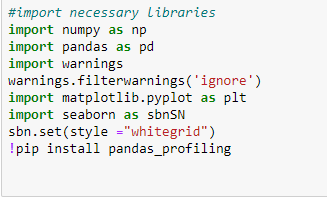 #import necessary libraries
import numpy as np
import pandas as pd
import warnings
warnings.filterwarnings('ignore')
import matplotlib.pyplot as plt
import seaborn as sbnSN
sbn.set(style ="whitegrid")
!pip install pandas_profiling